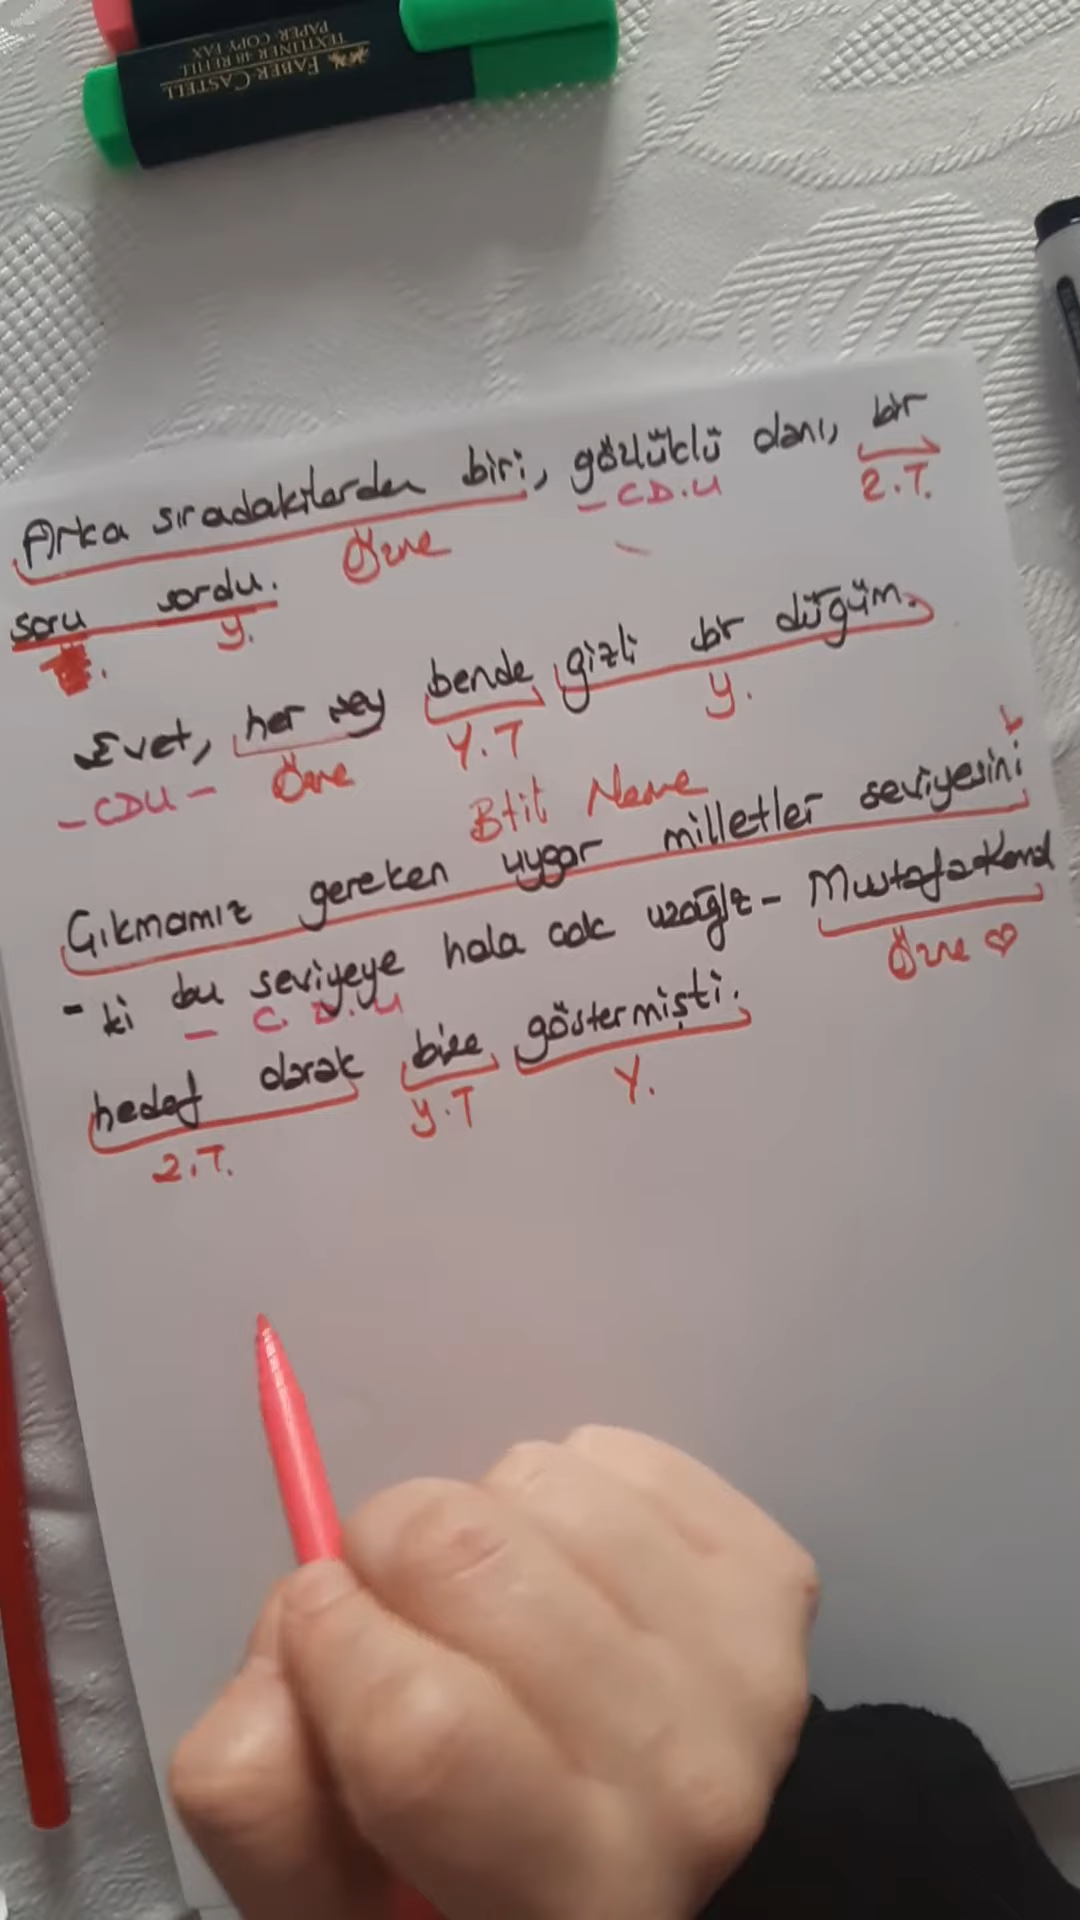 FABER-CASTELL
TEXTLINER 48 REFILL
PAPER COPY FAX
Arka sıradakilerden biri, gözlüklü olanı, bir
Özne
- CD.U
2.T.
soru sordu.
y.
Evet, her şey bende gizli bir düğüm.
- CDU -
Özne
Y.T
y.
Btili Nesne
Çıkmamız gereken uygar milletler seviyesini
- ki bu seviyeye hala çok uzağız - Mustafa Kemal
- C.D.U
Özne ♡
hedef olarak bize göstermişti.
2.T.
y.T
Y.